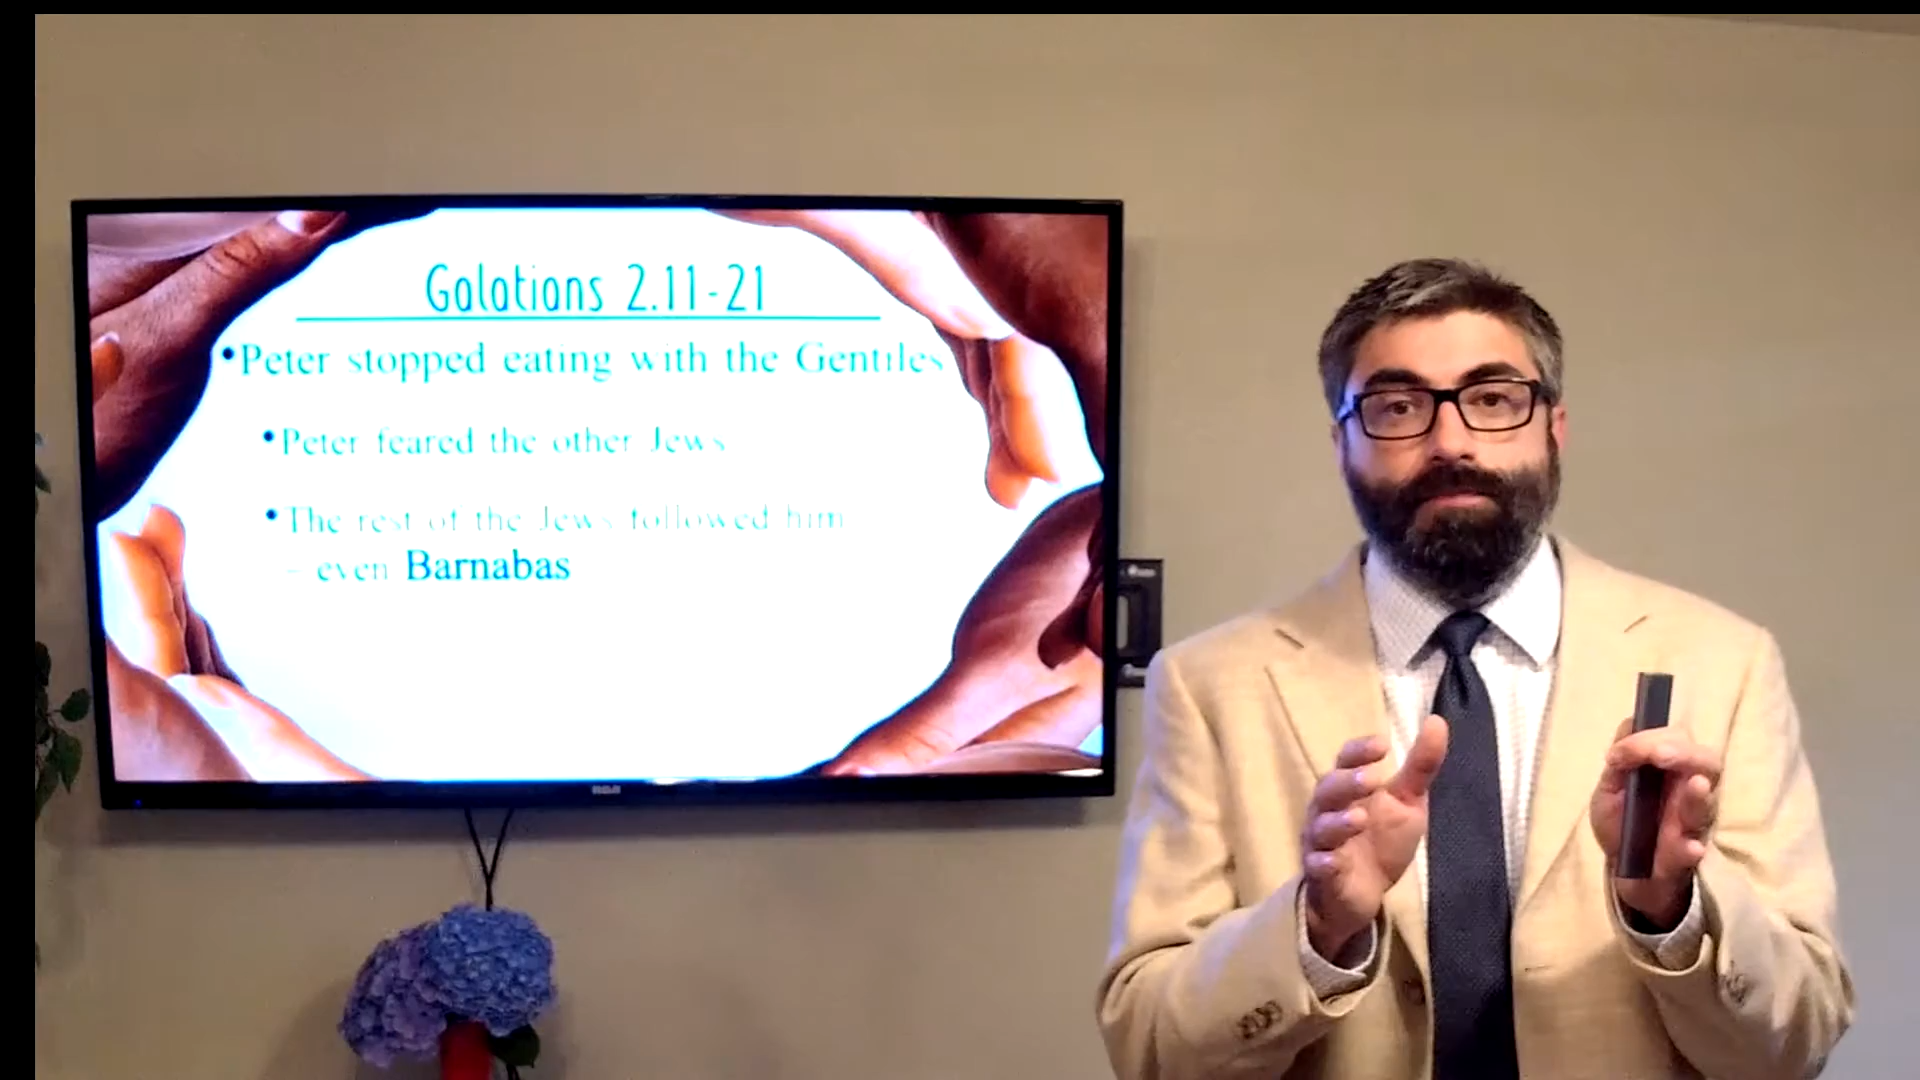 Galatians 2.11-21
•Peter stopped eating with the Gentiles
•Peter feared the other Jews
•The rest of the Jews followed him
– even Barnabas
RCA